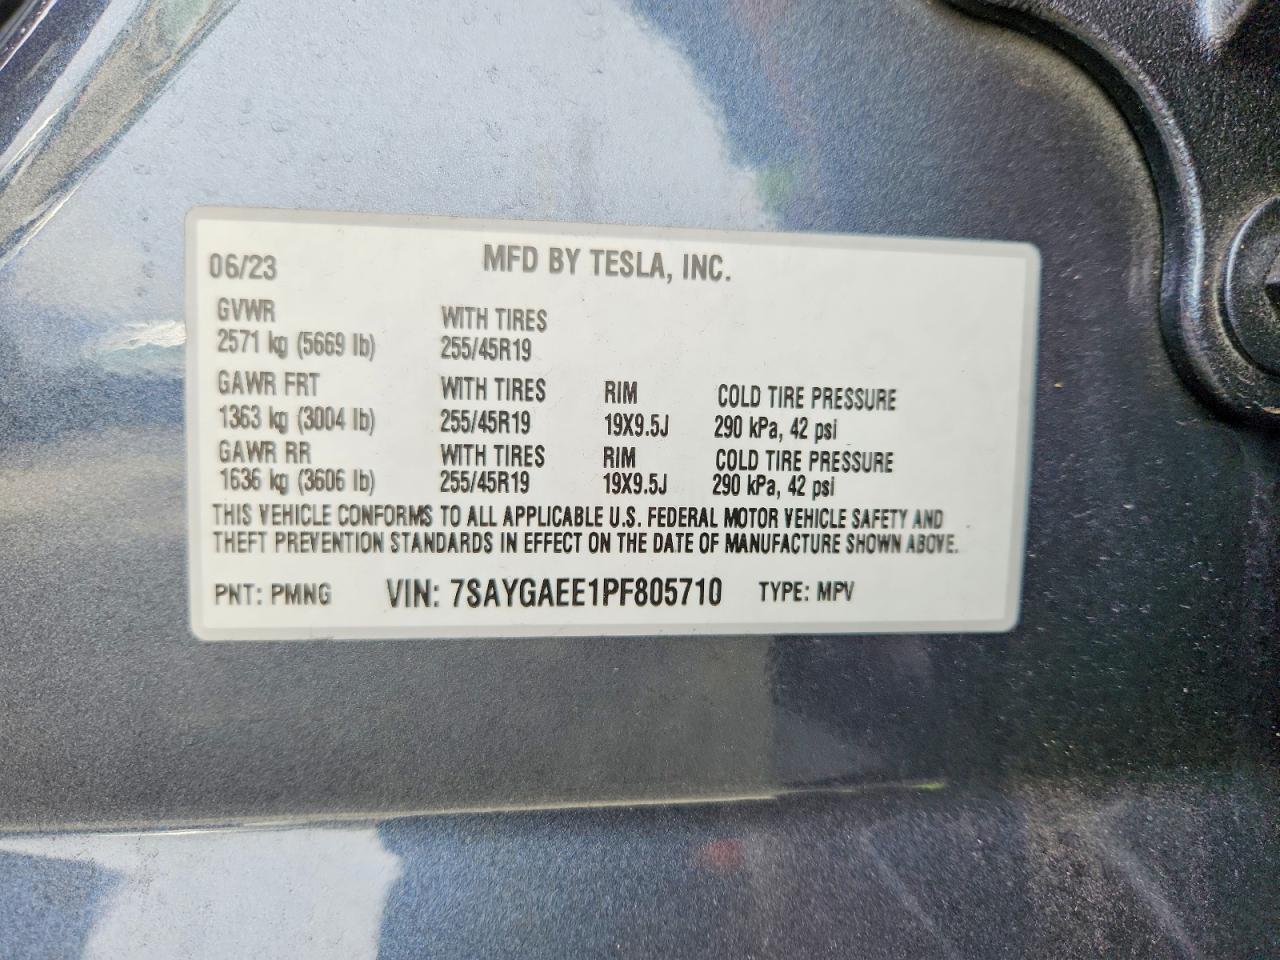 06/23 MFD BY TESLA, INC.
GVWR WITH TIRES
2571 kg (5669 lb) 255/45R19
GAWR FRT WITH TIRES RIM COLD TIRE PRESSURE
1363 kg (3004 lb) 255/45R19 19X9.5J 290 kPa, 42 psi
GAWR RR WITH TIRES RIM COLD TIRE PRESSURE
1636 kg (3606 lb) 255/45R19 19X9.5J 290 kPa, 42 psi
THIS VEHICLE CONFORMS TO ALL APPLICABLE U.S. FEDERAL MOTOR VEHICLE SAFETY AND
THEFT PREVENTION STANDARDS IN EFFECT ON THE DATE OF MANUFACTURE SHOWN ABOVE.
PNT: PMNG VIN: 7SAYGAEE1PF805710 TYPE: MPV